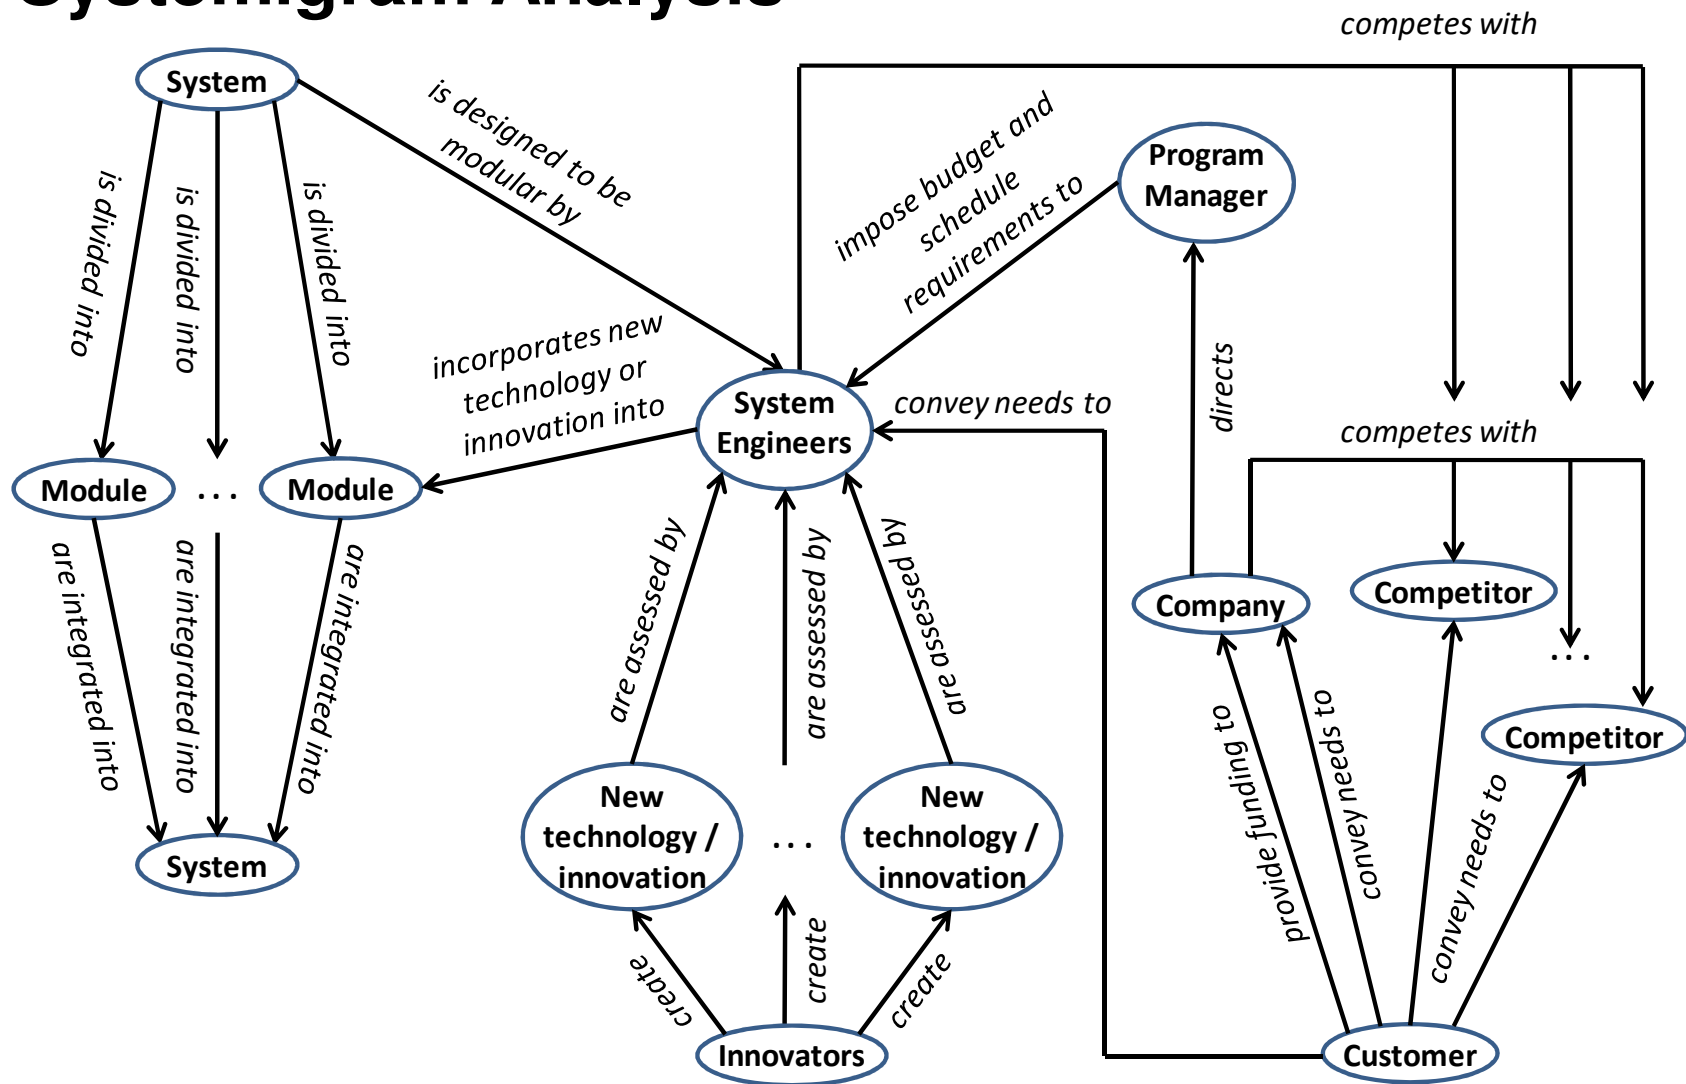 Systemigram Analysis
competes with
System
is designed to be
modular by
impose budget and
schedule
requirements to
Program
Manager
is divided into
is divided into
is divided into
incorporates new
technology or
innovation into
System
Engineers
convey needs to
directs
competes with
Module
...
Module
are integrated into
are integrated into
are integrated into
are assessed by
are assessed by
are assessed by
Company
Competitor
...
Competitor
provide funding to
convey needs to
convey needs to
New
technology /
innovation
...
New
technology /
innovation
System
create
create
create
Innovators
Customer